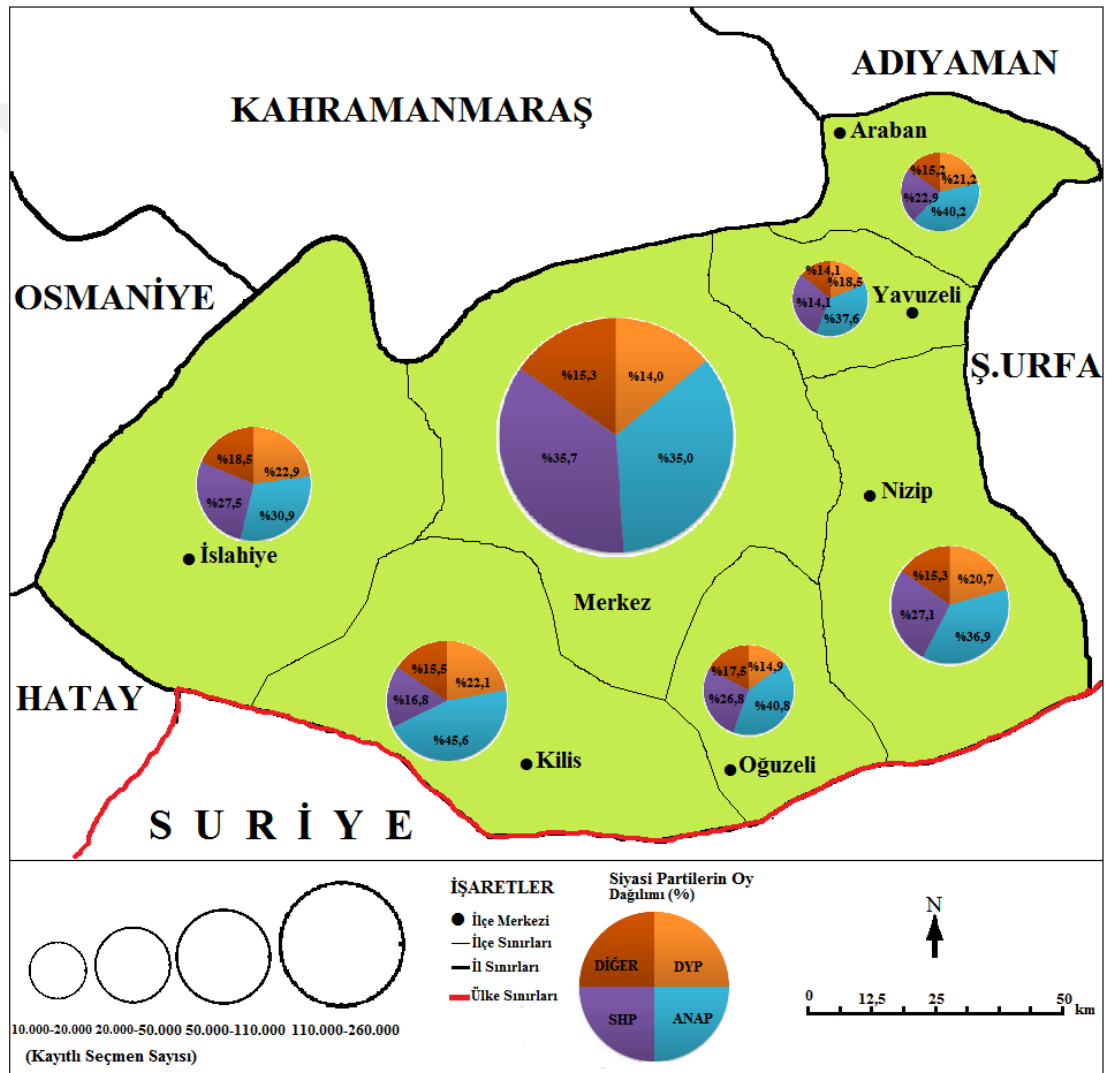 ADIYAMAN
KAHRAMANMARAŞ
Araban
%15,2
%21,2
%22,9
%40,2
OSMANİYE
%14,1
%18,5
%14,1
%37,6
Yavuzeli
Ş.URFA
%15,3
%14,0
%35,7
%35,0
%18,5
%22,9
%27,5
%30,9
İslahiye
Nizip
%15,3
%20,7
%27,1
%36,9
Merkez
HATAY
%15,5
%22,1
%16,8
%45,6
Kilis
%17,5
%14,9
%26,8
%40,8
Oğuzeli
SURİYE
10.000-20.000 20.000-50.000 50.000-110.000 110.000-260.000
(Kayıtlı Seçmen Sayısı)
İŞARETLER
İlçe Merkezi
İlçe Sınırları
İl Sınırları
Ülke Sınırları
Siyasi Partilerin Oy
Dağılımı (%)
DİĞER
DYP
SHP
ANAP
N
0 12,5 25 50
km